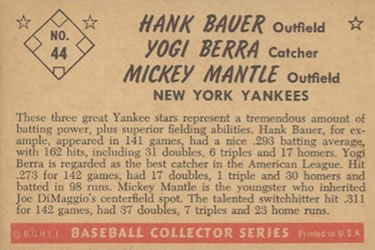 NO.
44
HANK BAUER Outfield
YOGI BERRA Catcher
MICKEY MANTLE Outfield
NEW YORK YANKEES
These three great Yankee stars represent a tremendous amount of
batting power, plus superior fielding abilities. Hank Bauer, for ex-
ample, appeared in 141 games, had a nice .293 batting average,
with 162 hits, including 31 doubles, 6 triples and 17 homers. Yogi
Berra is regarded as the best catcher in the American League. Hit
.273 for 142 games, had 17 doubles, 1 triple and 30 homers and
batted in 98 runs. Mickey Mantle is the youngster who inherited
Joe DiMaggio's centerfield spot. The talented switchhitter hit .311
for 142 games, had 37 doubles, 7 triples and 23 home runs.
BASEBALL COLLECTOR SERIES
Printed in U.S.A.